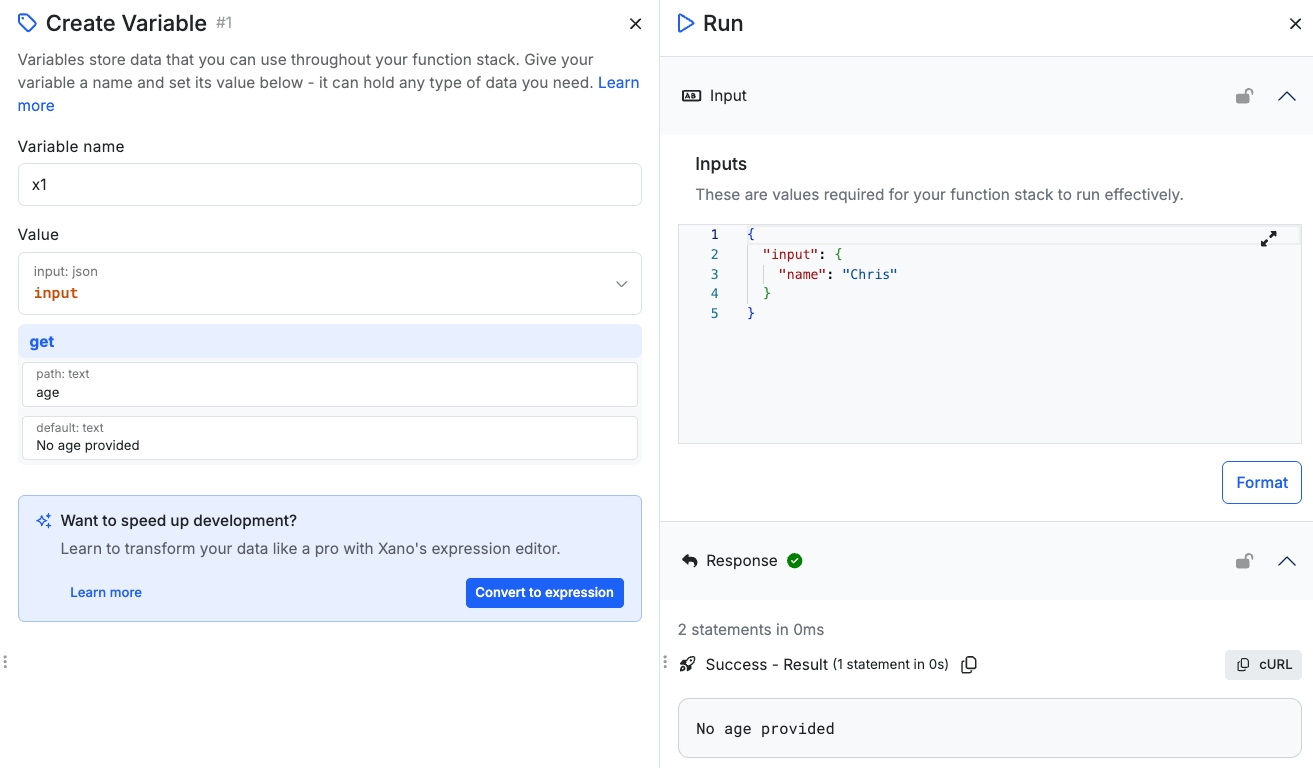 Create Variable #1
Variables store data that you can use throughout your function stack. Give your
variable a name and set its value below - it can hold any type of data you need. Learn
more
Variable name
x1
Value
input: json
input
get
path: text
age
default: text
No age provided
Want to speed up development?
Learn to transform your data like a pro with Xano's expression editor.
Learn more
Convert to expression
Run
AB Input
Inputs
These are values required for your function stack to run effectively.
1 {
2 "input": {
3 "name": "Chris"
4 }
5 }
Format
Response
2 statements in 0ms
Success - Result (1 statement in 0s)
cURL
No age provided